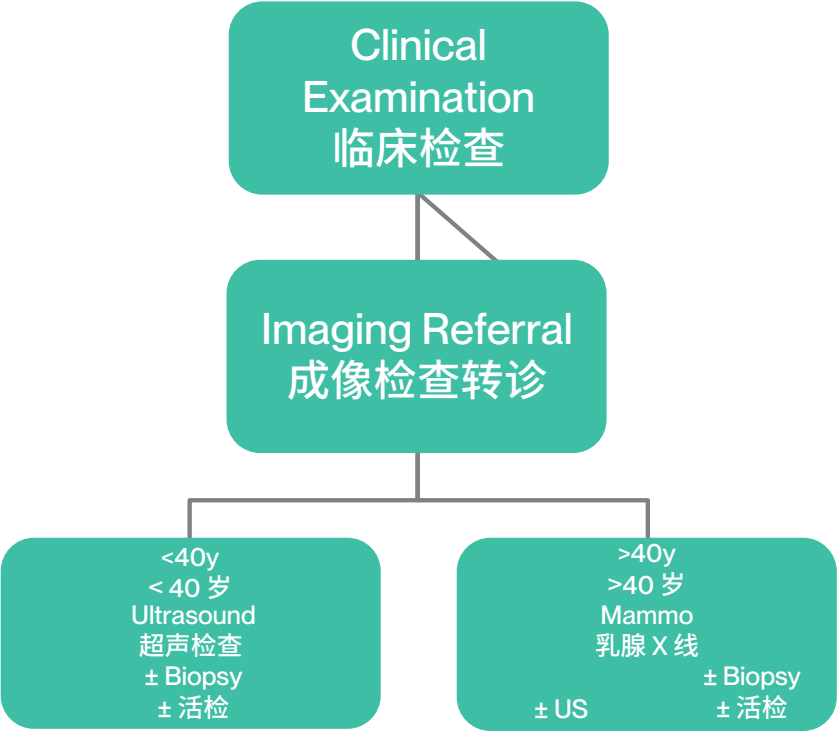 Clinical
Examination
临床检查
Imaging Referral
成像检查转诊
<40y
< 40 岁
Ultrasound
超声检查
± Biopsy
± 活检
>40y
>40 岁
Mammo
乳腺 X 线
± Biopsy
± US ± 活检